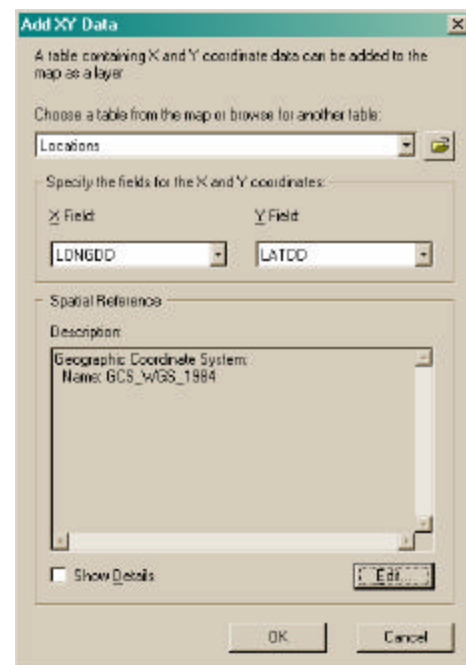 Add XY Data
A table containing X and Y coordinate data can be added to the
map as a layer
Choose a table from the map or browse for another table:
Locations
Specify the fields for the X and Y coordinates:
X Field: Y Field:
LONGDD LATDD
Spatial Reference
Description:
Geographic Coordinate System:
Name: GCS_WGS_1984
Show Details
Edit...
OK Cancel